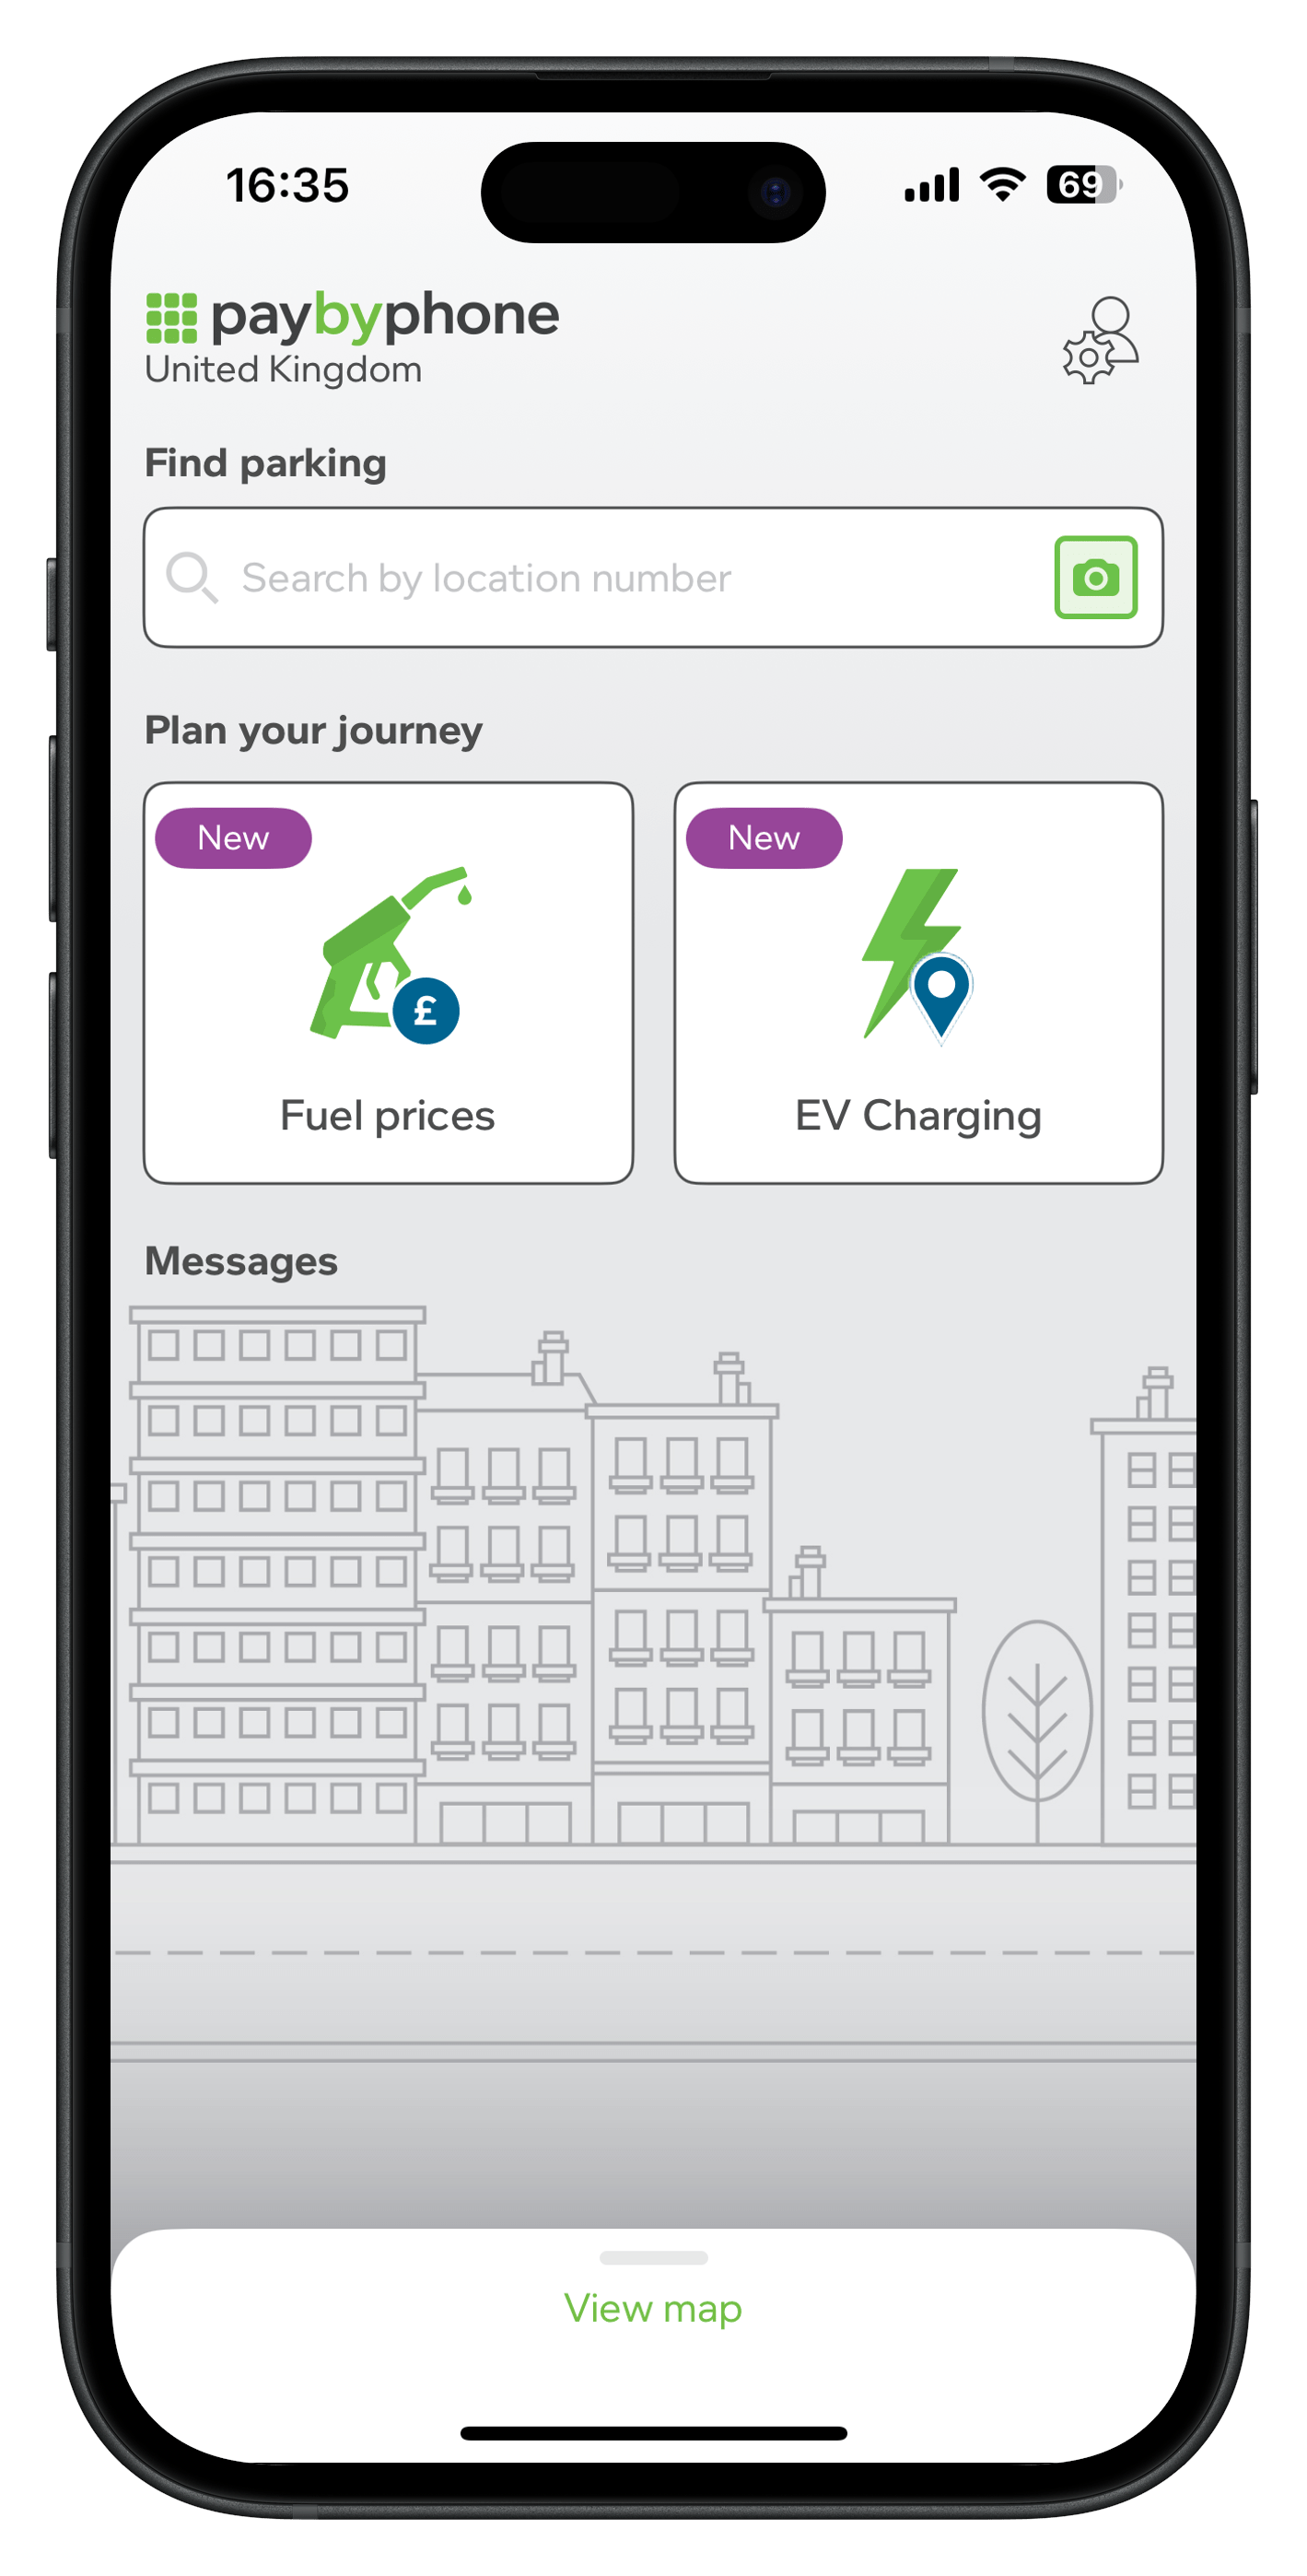 16:35
69
paybyphone
United Kingdom
Find parking
Search by location number
Plan your journey
New
New
£
Fuel prices
EV Charging
Messages
View map